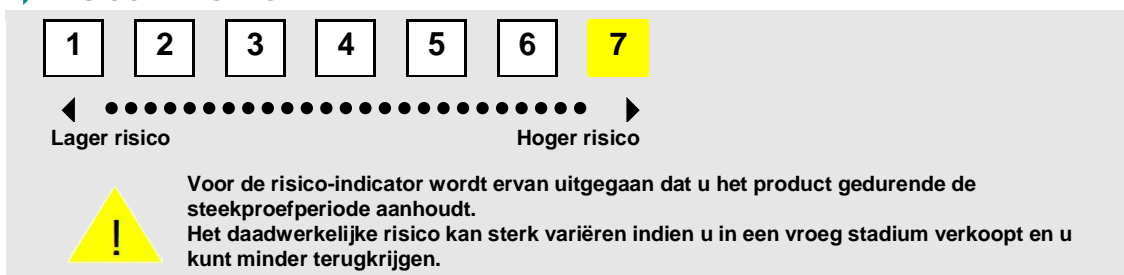 1 2 3 4 5 6 7
Lager risico Hoger risico
Voor de risico-indicator wordt ervan uitgegaan dat u het product gedurende de
steekproefperiode aanhoudt.
!
Het daadwerkelijke risico kan sterk variëren indien u in een vroeg stadium verkoopt en u
kunt minder terugkrijgen.